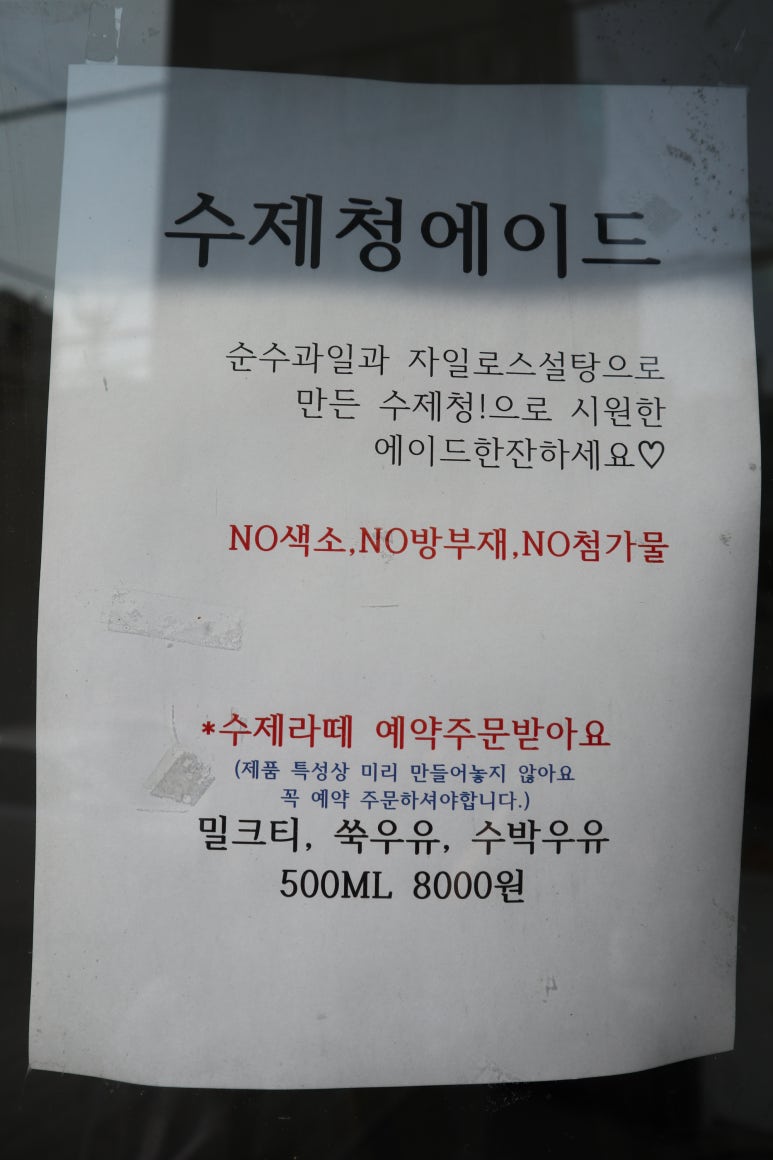 수제청에이드
순수과일과 자일로스설탕으로
만든 수제청!으로 시원한
에이드한잔하세요♡
NO색소,NO방부재,NO첨가물
*수제라떼 예약주문받아요
(제품 특성상 미리 만들어놓지 않아요
꼭 예약 주문하셔야합니다.)
밀크티, 쑥우유, 수박우유
500ML 8000원